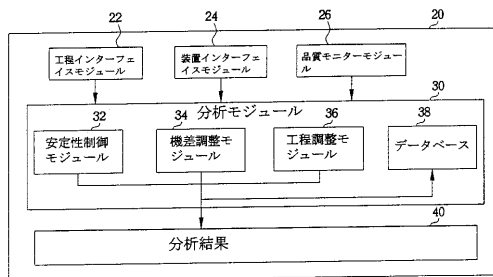 20
22
24
26
工程インターフェ
イスモジュール
装置インターフェ
イスモジュール
品質モニターモジュー
ル
30
分析モジュール
32
34
36
38
安定性制御
モジュール
機差調整モ
ジュール
工程調整モ
ジュール
データベース
40
分析結果